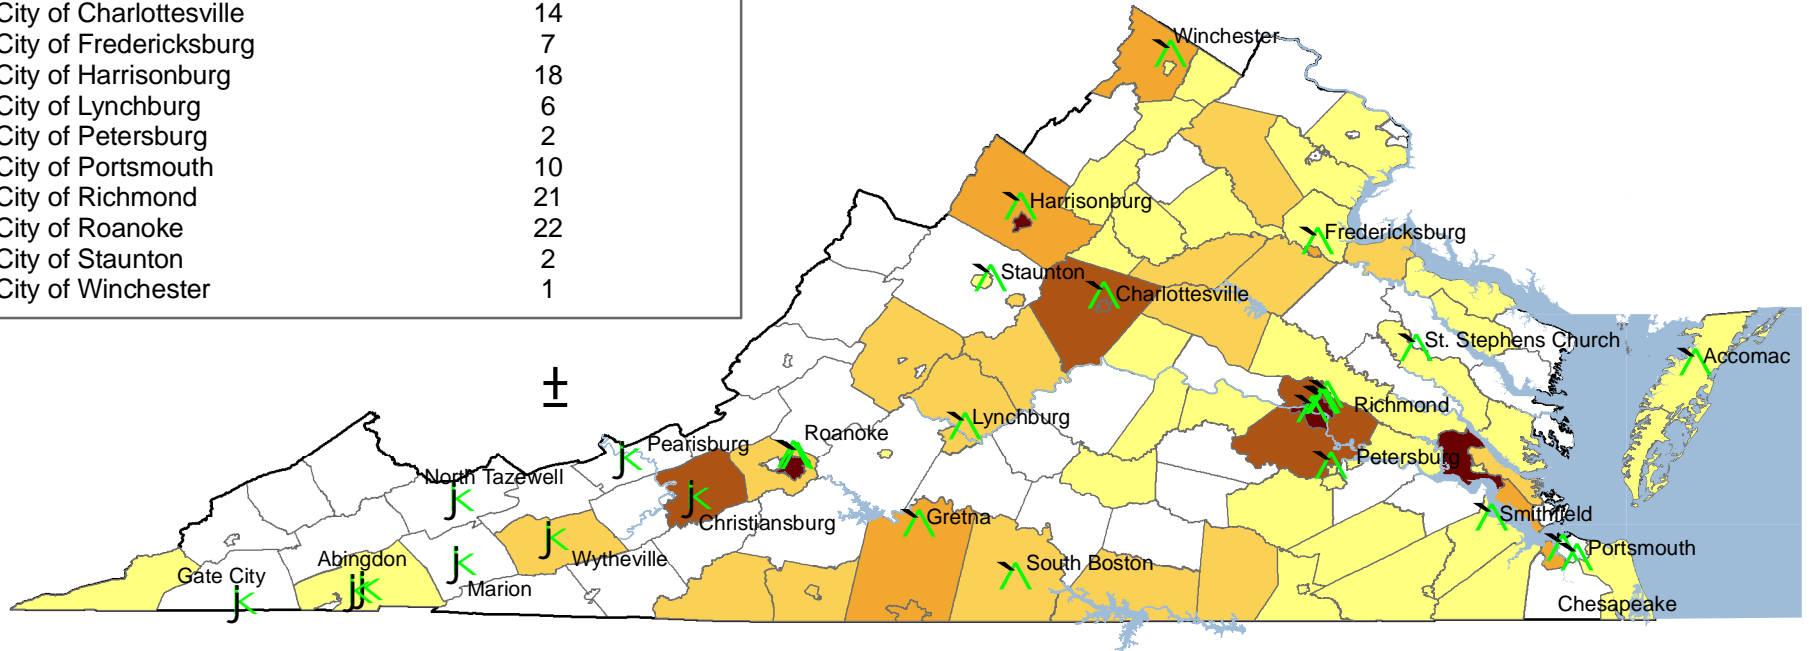 City of Charlottesville 14
City of Fredericksburg 7
City of Harrisonburg 18
City of Lynchburg 6
City of Petersburg 2
City of Portsmouth 10
City of Richmond 21
City of Roanoke 22
City of Staunton 2
City of Winchester 1
±
Winchester
Harrisonburg
Fredericksburg
Staunton
Charlottesville
St. Stephens Church
Accomac
Richmond
Lynchburg
Roanoke
Pearisburg
Petersburg
North Tazewell
Christiansburg
Gretna
Smithfield
Portsmouth
Wytheville
Abingdon
South Boston
Gate City
Marion
Chesapeake